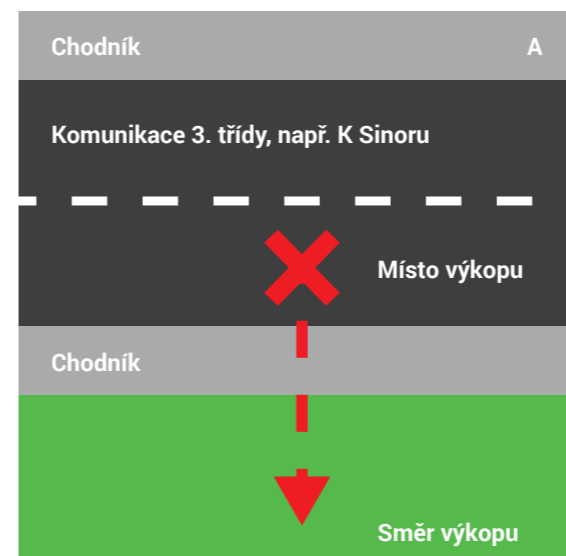 Chodník A
Komunikace 3. třídy, např. K Sinoru
Místo výkopu
Chodník
Směr výkopu